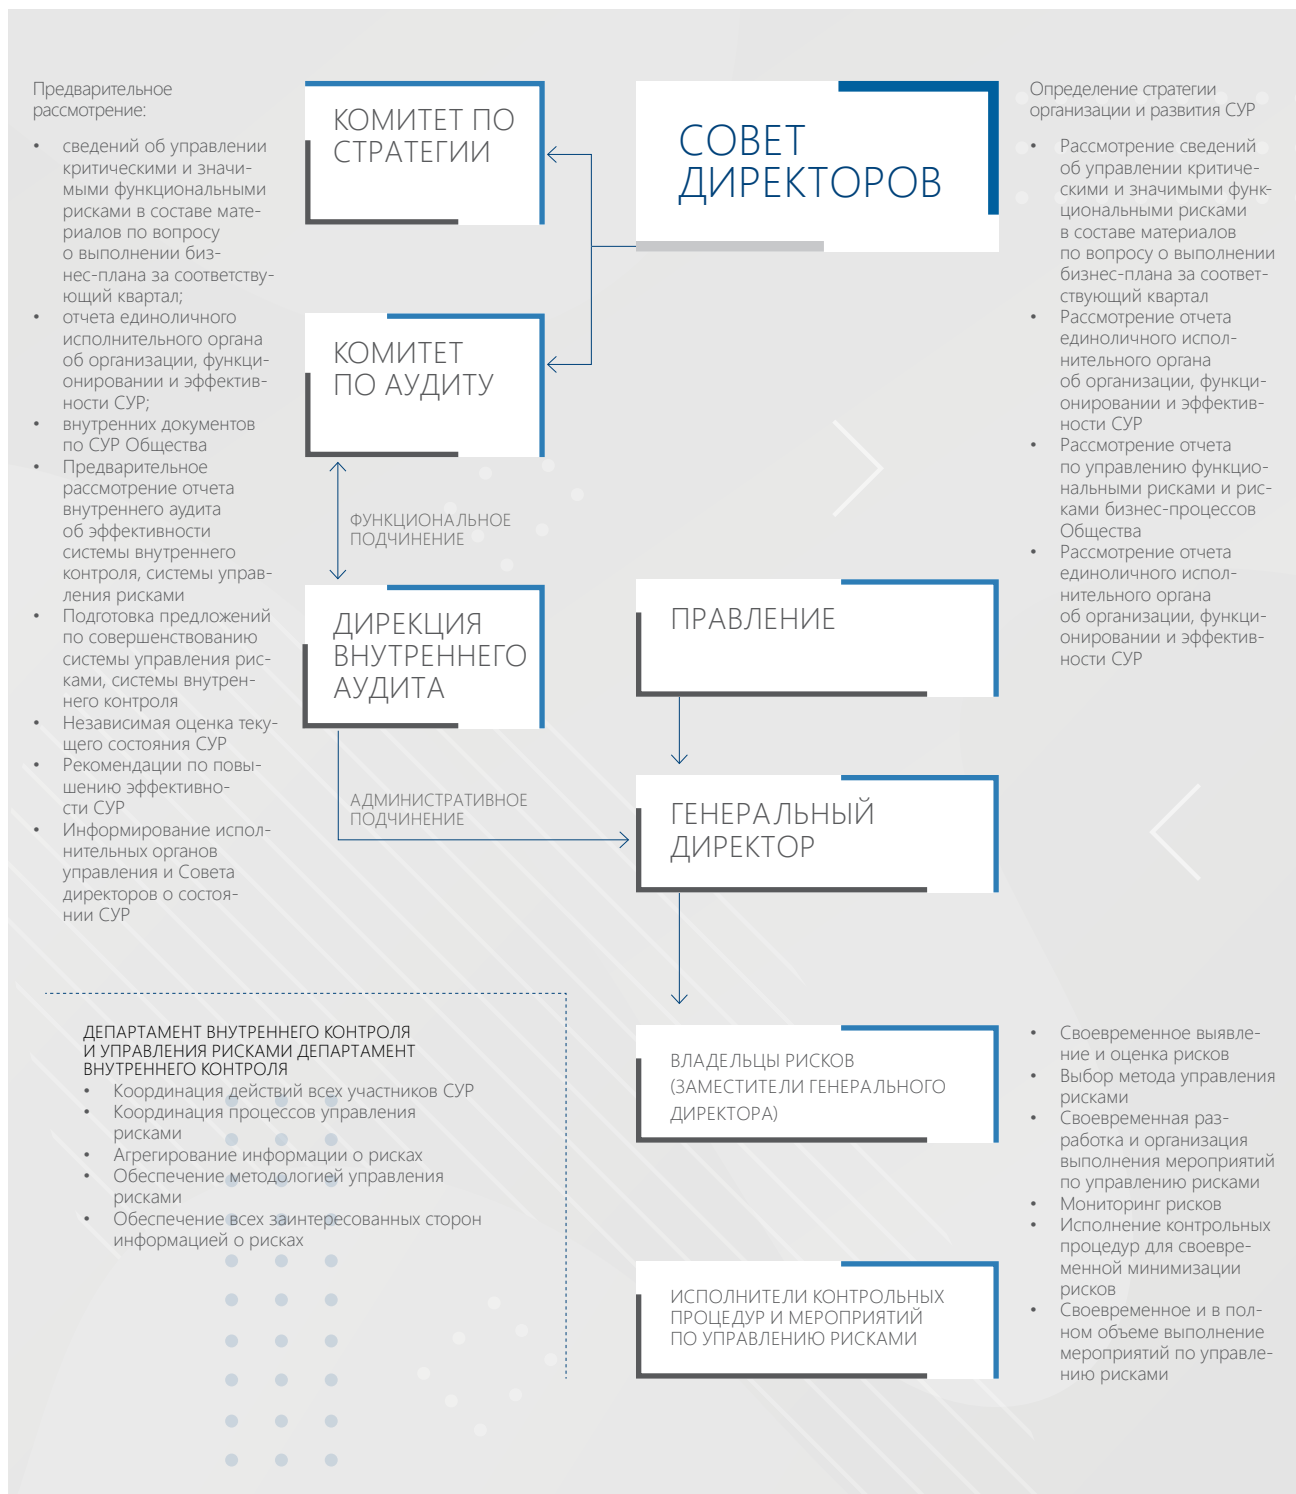 Предварительное
рассмотрение:
• сведений об управлении
критическими и значи-
мыми функциональными
рисками в составе мате-
риалов по вопросу
о выполнении биз-
нес-плана за соответству-
ющий квартал;
• отчета единоличного
исполнительного органа
об организации, функци-
онировании и эффектив-
ности СУР;
• внутренних документов
по СУР Общества
• Предварительное
рассмотрение отчета
внутреннего аудита
об эффективности
системы внутреннего
контроля, системы управ-
ления рисками
• Подготовка предложений
по совершенствованию
системы управления рис-
ками, системы внутрен-
него контроля
• Независимая оценка теку-
щего состояния СУР
• Рекомендации по повы-
шению эффективно-
сти СУР
• Информирование испол-
нительных органов
управления и Совета
директоров о состоя-
нии СУР
КОМИТЕТ ПО
СТРАТЕГИИ
КОМИТЕТ
ПО АУДИТУ
ФУНКЦИОНАЛЬНОЕ
ПОДЧИНЕНИЕ
ДИРЕКЦИЯ
ВНУТРЕННЕГО
АУДИТА
АДМИНИСТРАТИВНОЕ
ПОДЧИНЕНИЕ
СОВЕТ
ДИРЕКТОРОВ
ПРАВЛЕНИЕ
ГЕНЕРАЛЬНЫЙ
ДИРЕКТОР
ВЛАДЕЛЬЦЫ РИСКОВ
(ЗАМЕСТИТЕЛИ ГЕНЕРАЛЬНОГО
ДИРЕКТОРА)
ИСПОЛНИТЕЛИ КОНТРОЛЬНЫХ
ПРОЦЕДУР И МЕРОПРИЯТИЙ
ПО УПРАВЛЕНИЮ РИСКАМИ
Определение стратегии
организации и развития СУР
• Рассмотрение сведений
об управлении критиче-
скими и значимыми функ-
циональными рисками
в составе материалов
по вопросу о выполнении
бизнес-плана за соответ-
ствующий квартал
• Рассмотрение отчета
единоличного испол-
нительного органа
об организации, функци-
онировании и эффектив-
ности СУР
• Рассмотрение отчета
по управлению функцио-
нальными рисками и рис-
ками бизнес-процессов
Общества
• Рассмотрение отчета
единоличного испол-
нительного органа
об организации, функци-
онировании и эффектив-
ности СУР
• Своевременное выявле-
ние и оценка рисков
• Выбор метода управления
рисками
• Своевременная раз-
работка и организация
выполнения мероприятий
по управлению рисками
• Мониторинг рисков
• Исполнение контрольных
процедур для своевре-
менной минимизации
рисков
• Своевременное и в пол-
ном объеме выполнение
мероприятий по управле-
нию рисками
ДЕПАРТАМЕНТ ВНУТРЕННЕГО КОНТРОЛЯ
И УПРАВЛЕНИЯ РИСКАМИ ДЕПАРТАМЕНТ
ВНУТРЕННЕГО КОНТРОЛЯ
• Координация действий всех участников СУР
• Координация процессов управления
рисками
• Агрегирование информации о рисках
• Обеспечение методологией управления
рисками
• Обеспечение всех заинтересованных сторон
информацией о рисках